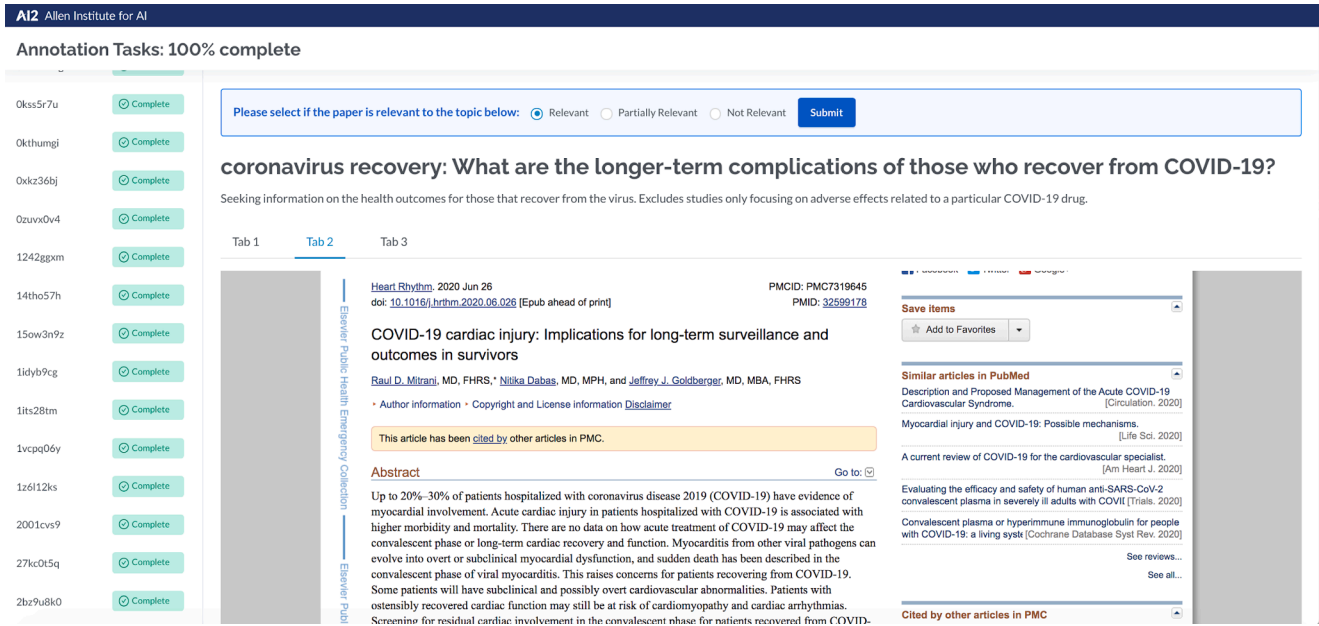 AI2 Allen Institute for AI
Annotation Tasks: 100% complete
0kss5r7u Complete
0kthumgi Complete
0xkz36bj Complete
0zuvx0v4 Complete
1242ggxm Complete
14tho57h Complete
15ow3n9z Complete
1idyb9cg Complete
1its28tm Complete
1vcpq06y Complete
1z6l12ks Complete
2001cvs9 Complete
27kc0t5q Complete
2bz9u8k0 Complete
Please select if the paper is relevant to the topic below: Relevant Partially Relevant Not Relevant Submit
coronavirus recovery: What are the longer-term complications of those who recover from COVID-19?
Seeking information on the health outcomes for those that recover from the virus. Excludes studies only focusing on adverse effects related to a particular COVID-19 drug.
Tab 1 Tab 2 Tab 3
Elsevier Public Health Emergency Collection
Elsevier Publ
Heart Rhythm. 2020 Jun 26 PMCID: PMC7319645
doi: 10.1016/j.hrthm.2020.06.026 [Epub ahead of print] PMID: 32599178
COVID-19 cardiac injury: Implications for long-term surveillance and
outcomes in survivors
Raul D. Mitrani, MD, FHRS,* Nitika Dabas, MD, MPH, and Jeffrey J. Goldberger, MD, MBA, FHRS
▸ Author information ▸ Copyright and License information Disclaimer
This article has been cited by other articles in PMC.
Abstract Go to:
Up to 20%–30% of patients hospitalized with coronavirus disease 2019 (COVID-19) have evidence of
myocardial involvement. Acute cardiac injury in patients hospitalized with COVID-19 is associated with
higher morbidity and mortality. There are no data on how acute treatment of COVID-19 may affect the
convalescent phase or long-term cardiac recovery and function. Myocarditis from other viral pathogens can
evolve into overt or subclinical myocardial dysfunction, and sudden death has been described in the
convalescent phase of viral myocarditis. This raises concerns for patients recovering from COVID-19.
Some patients will have subclinical and possibly overt cardiovascular abnormalities. Patients with
ostensibly recovered cardiac function may still be at risk of cardiomyopathy and cardiac arrhythmias.
Screening for residual cardiac involvement in the convalescent phase for patients recovered from COVID-
Facebook Twitter Google+
Save items
Add to Favorites
Similar articles in PubMed
Description and Proposed Management of the Acute COVID-19
Cardiovascular Syndrome. [Circulation. 2020]
Myocardial injury and COVID-19: Possible mechanisms.
[Life Sci. 2020]
A current review of COVID-19 for the cardiovascular specialist.
[Am Heart J. 2020]
Evaluating the efficacy and safety of human anti-SARS-CoV-2
convalescent plasma in severely ill adults with COVI[ [Trials. 2020]
Convalescent plasma or hyperimmune immunoglobulin for people
with COVID-19: a living syste [Cochrane Database Syst Rev. 2020]
See reviews...
See all...
Cited by other articles in PMC